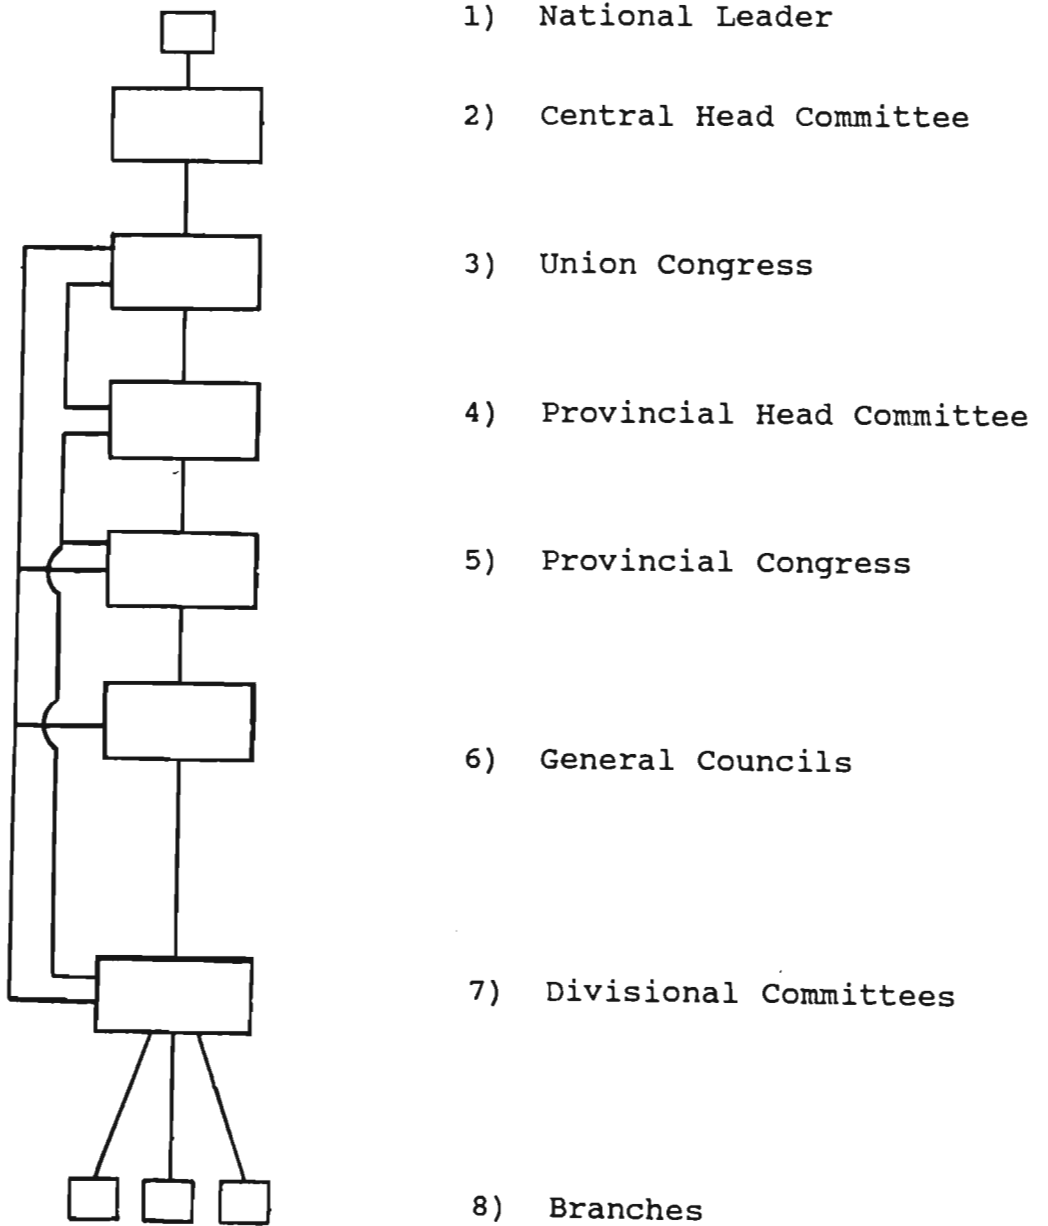 1) National Leader
2) Central Head Committee
3) Union Congress
4) Provincial Head Committee
5) Provincial Congress
6) General Councils
7) Divisional Committees
8) Branches